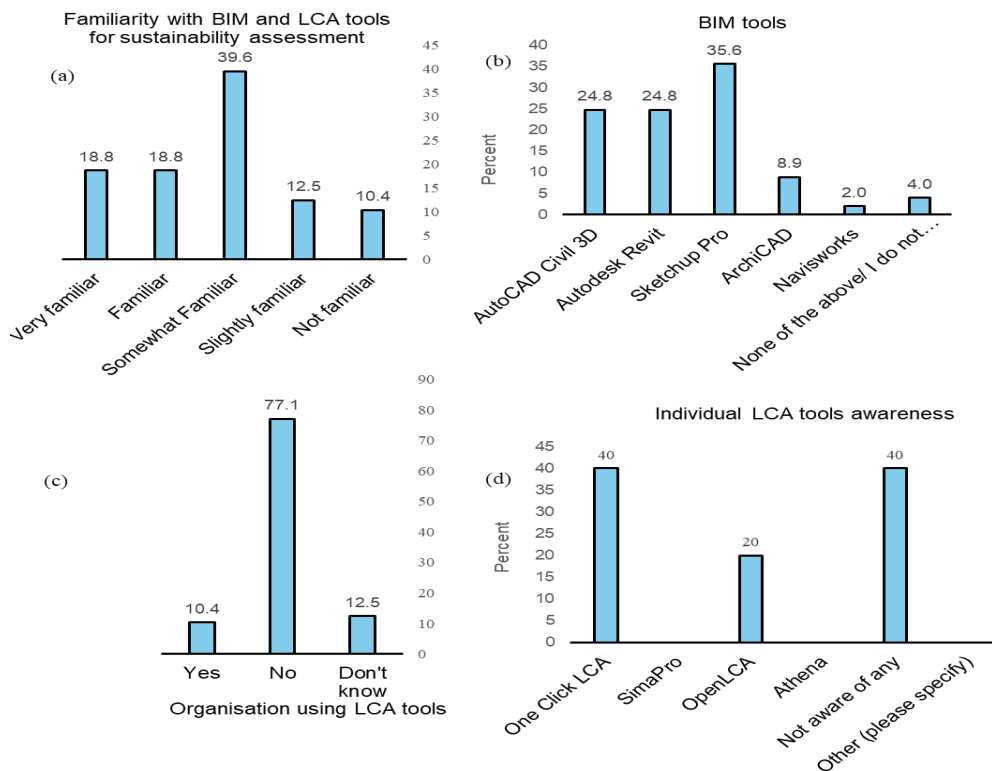 Familiarity with BIM and LCA tools
for sustainability assessment
(a)
45
40
35
30
25
20
15
10
5
0
18.8
18.8
39.6
12.5
10.4
Very familiar
Familiar
Somewhat Familiar
Slightly familiar
Not familiar
BIM tools
(b)
Percent
40
35
30
25
20
15
10
5
0
24.8
24.8
35.6
8.9
2.0
4.0
AutoCAD Civil 3D
Autodesk Revit
Sketchup Pro
ArchiCAD
Navisworks
None of the above/ I do not…
(c)
90
80
70
60
50
40
30
20
10
0
10.4
77.1
12.5
Yes
No
Don't
know
Organisation using LCA tools
Individual LCA tools awareness
(d)
Percent
45
40
35
30
25
20
15
10
5
0
40
20
40
One Click LCA
SimaPro
OpenLCA
Athena
Not aware of any
Other (please specify)